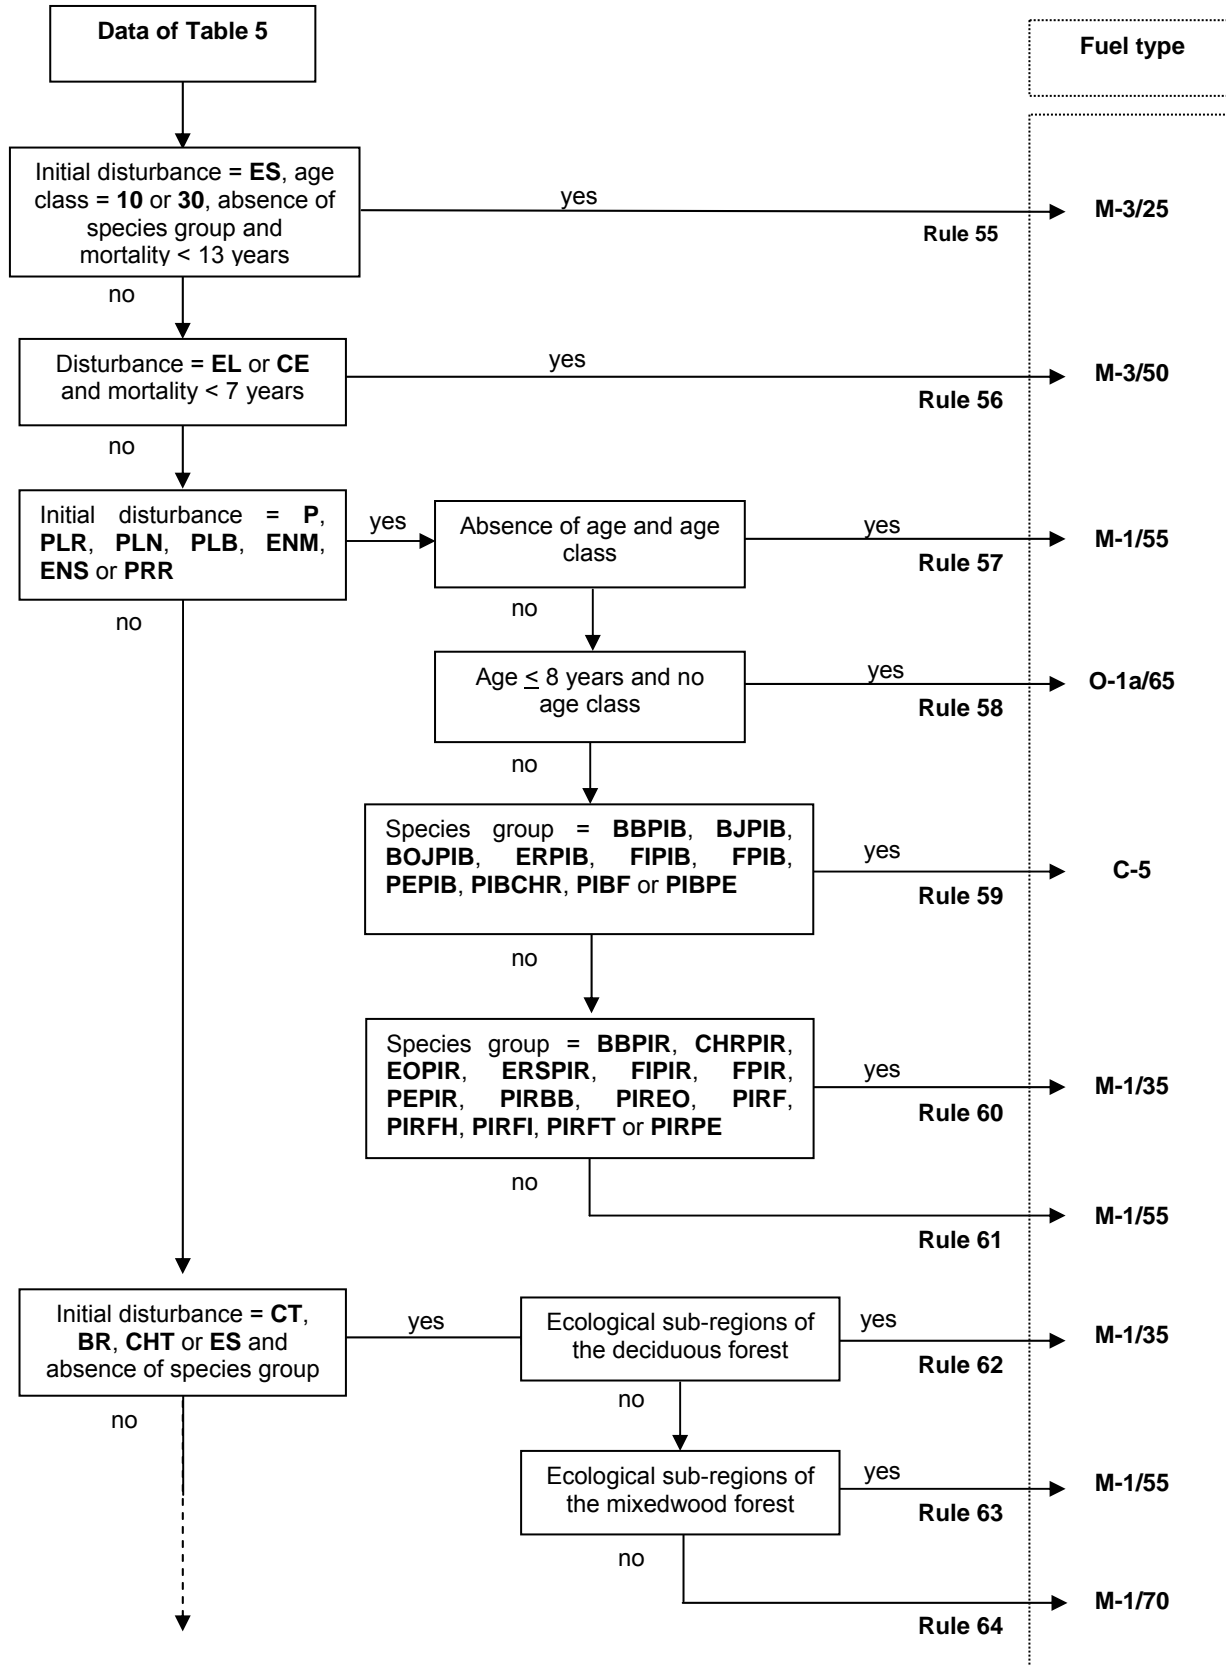 Data of Table 5
Fuel type
Initial disturbance = ES, age
class = 10 or 30, absence of
species group and
mortality < 13 years
yes
Rule 55
M-3/25
no
Disturbance = EL or CE
and mortality < 7 years
yes
Rule 56
M-3/50
no
Initial disturbance = P,
PLR, PLN, PLB, ENM,
ENS or PRR
yes
Absence of age and age
class
yes
Rule 57
M-1/55
no
no
Age ≤ 8 years and no
age class
yes
Rule 58
O-1a/65
no
Species group = BBPIB, BJPIB,
BOJPIB, ERPIB, FIPIB, FPIB,
PEPIB, PIBCHR, PIBF or PIBPE
yes
Rule 59
C-5
no
Species group = BBPIR, CHRPIR,
EOPIR, ERSPIR, FIPIR, FPIR,
PEPIR, PIRBB, PIREO, PIRF,
PIRFH, PIRFI, PIRFT or PIRPE
yes
Rule 60
M-1/35
no
Rule 61
M-1/55
Initial disturbance = CT,
BR, CHT or ES and
absence of species group
yes
Ecological sub-regions of
the deciduous forest
yes
Rule 62
M-1/35
no
no
Ecological sub-regions of
the mixedwood forest
yes
Rule 63
M-1/55
no
Rule 64
M-1/70